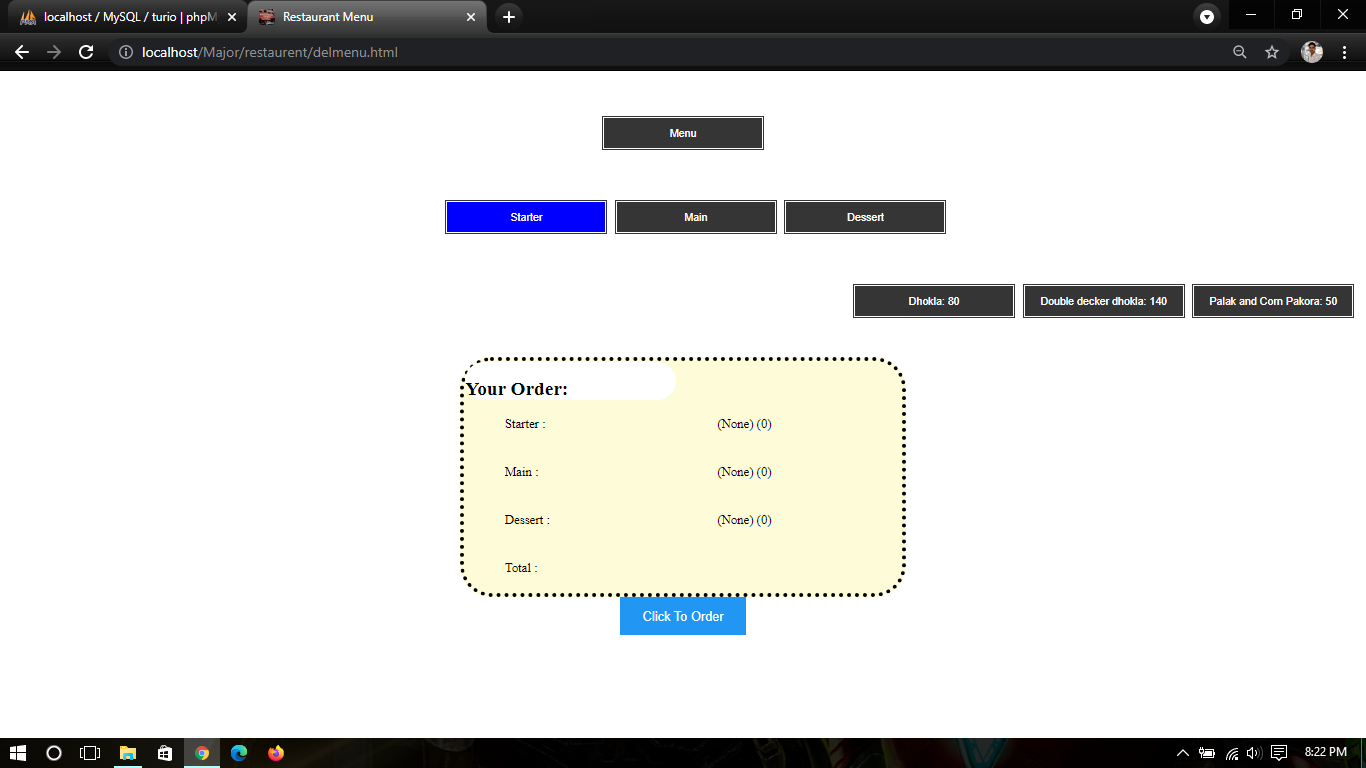 localhost / MySQL / turio | phpM
Restaurant Menu
localhost/Major/restaurent/delmenu.html
Menu
Starter Main Dessert
Dhokla: 80 Double decker dhokla: 140 Palak and Corn Pakora: 50
Your Order:
Starter : (None) (0)
Main : (None) (0)
Dessert : (None) (0)
Total :
Click To Order
8:22 PM